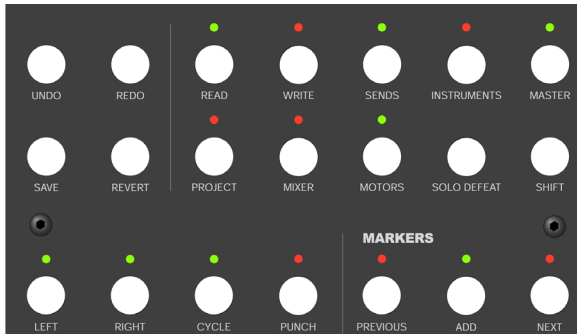 UNDO REDO READ WRITE SENDS INSTRUMENTS MASTER
SAVE REVERT PROJECT MIXER MOTORS SOLO DEFEAT SHIFT
MARKERS
LEFT RIGHT CYCLE PUNCH PREVIOUS ADD NEXT